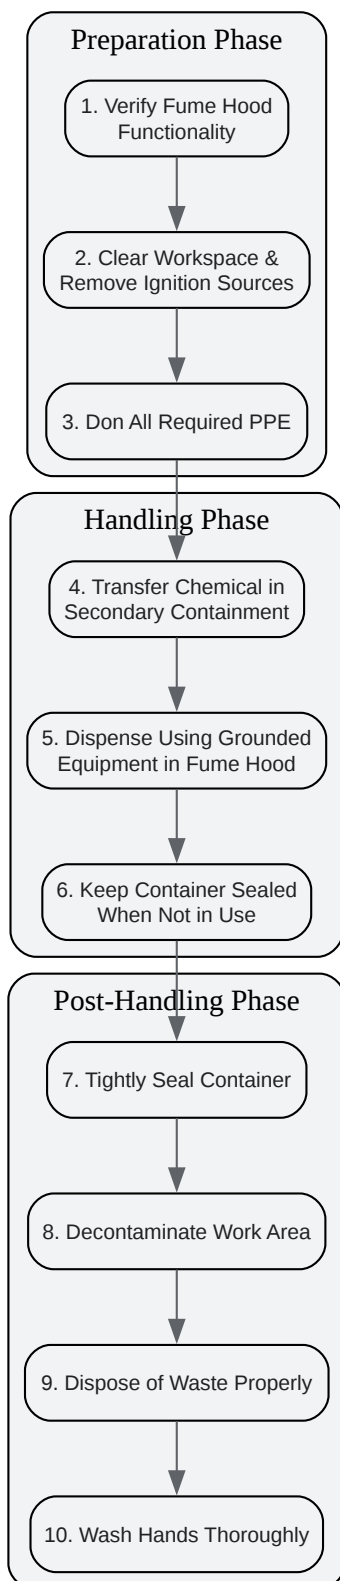 Preparation Phase
1. Verify Fume Hood
Functionality
2. Clear Workspace &
Remove Ignition Sources
3. Don All Required PPE
Handling Phase
4. Transfer Chemical in
Secondary Containment
5. Dispense Using Grounded
Equipment in Fume Hood
6. Keep Container Sealed
When Not in Use
Post-Handling Phase
7. Tightly Seal Container
8. Decontaminate Work Area
9. Dispose of Waste Properly
10. Wash Hands Thoroughly